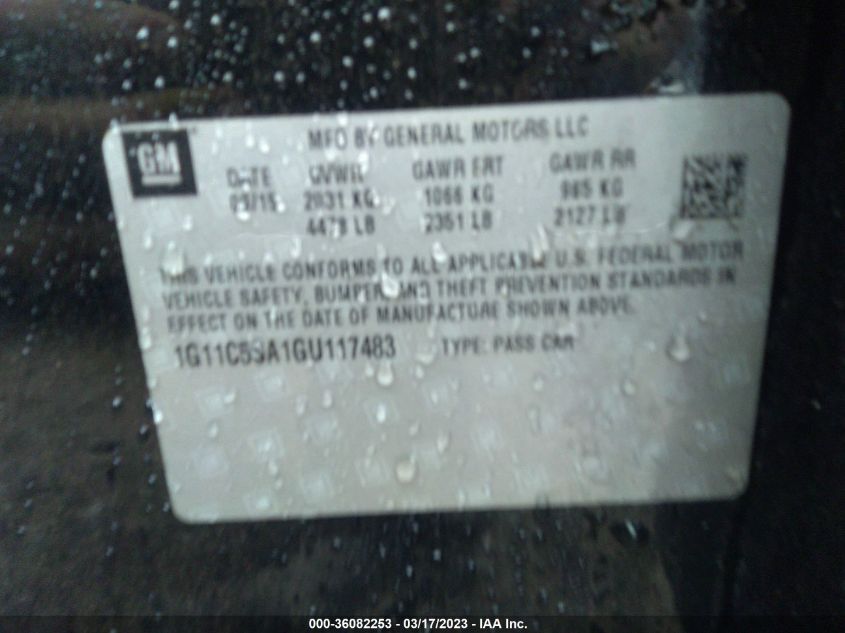 GM
MFD BY GENERAL MOTORS LLC
DATE GVWR GAWR FRT GAWR RR
09/15 2031 KG 1066 KG 965 KG
4478 LB 2351 LB 2127 LB
THIS VEHICLE CONFORMS TO ALL APPLICABLE U.S. FEDERAL MOTOR
VEHICLE SAFETY, BUMPER AND THEFT PREVENTION STANDARDS IN
EFFECT ON THE DATE OF MANUFACTURE SHOWN ABOVE.
1G11C5SA1GU117483 TYPE: PASS CAR
000-36082253 - 03/17/2023 - IAA Inc.